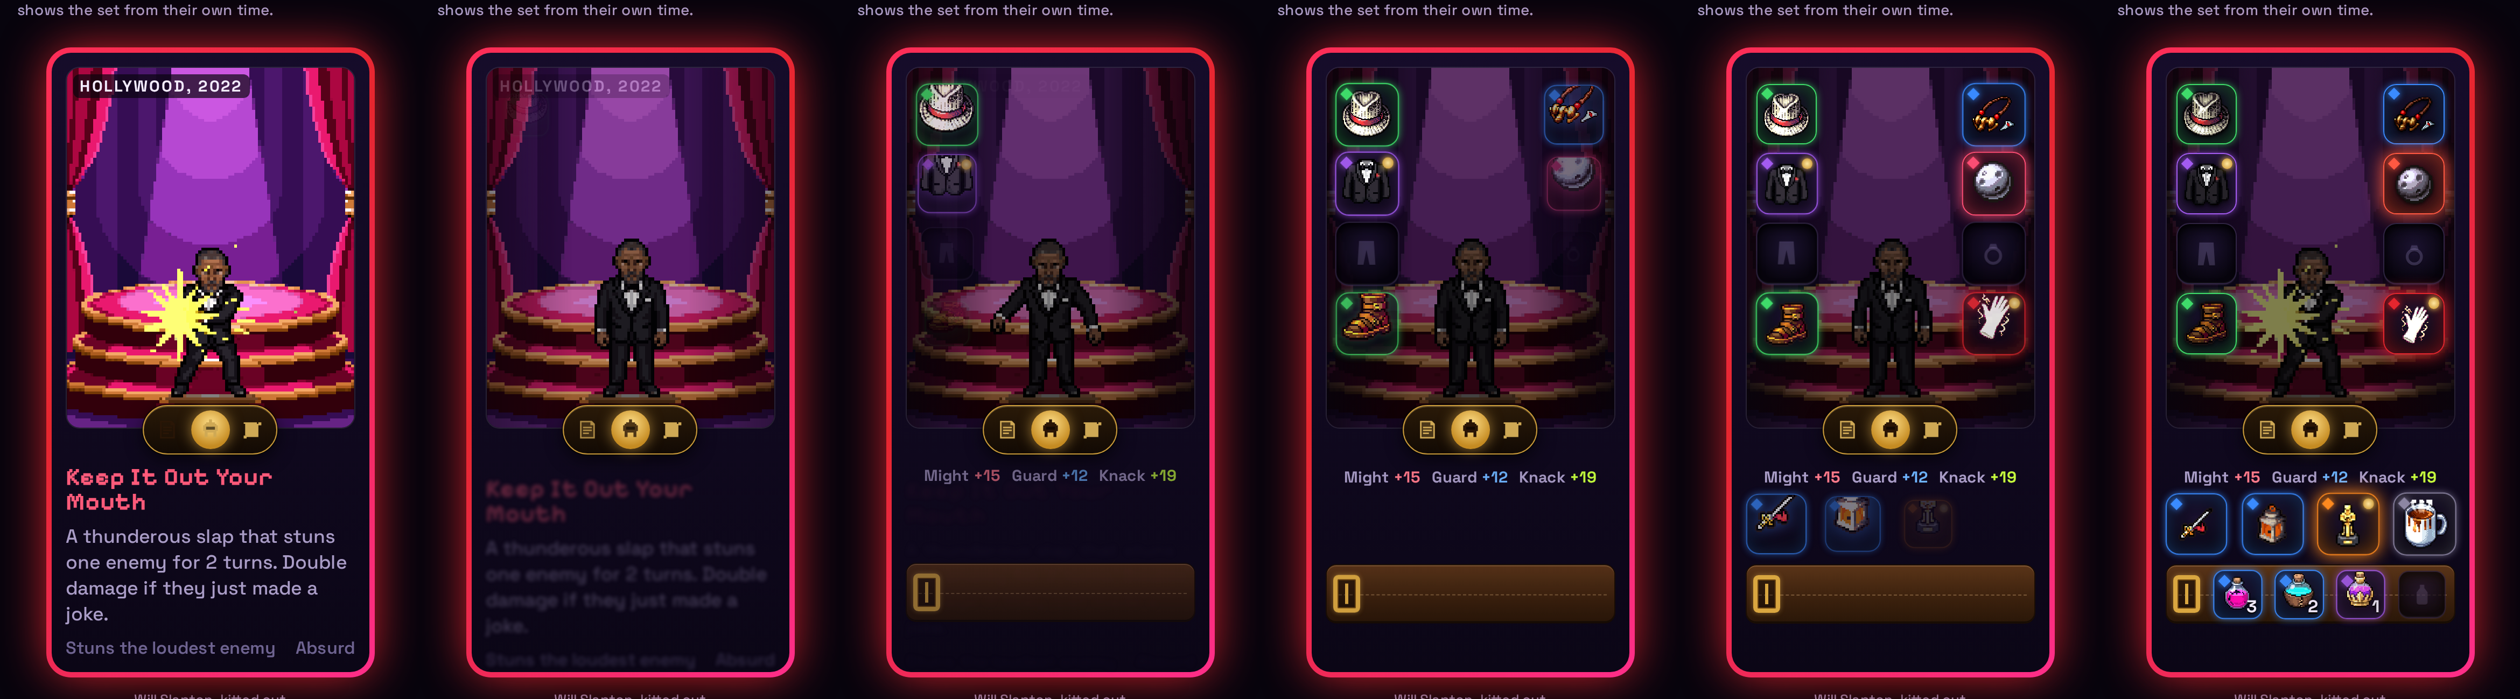 shows the set from their own time.
shows the set from their own time.
shows the set from their own time.
shows the set from their own time.
shows the set from their own time.
shows the set from their own time.
HOLLYWOOD, 2022
Keep It Out Your
Mouth
A thunderous slap that stuns
one enemy for 2 turns. Double
damage if they just made a
joke.
Stuns the loudest enemy Absurd
HOLLYWOOD, 2022
Keep It Out Your
Mouth
A thunderous slap that stuns
one enemy for 2 turns. Double
damage if they just made a
joke.
Stuns the loudest enemy Absurd
2022
Might +15 Guard +12 Knack +19
Might +15 Guard +12 Knack +19
Might +15 Guard +12 Knack +19
Might +15 Guard +12 Knack +19
3 2 1